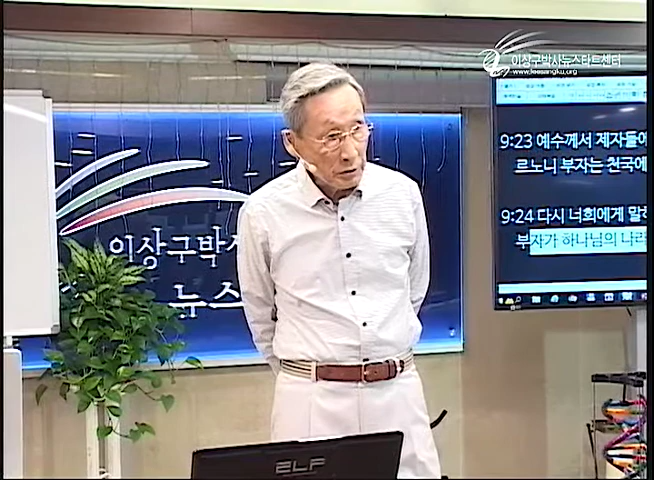 이상구박사뉴스타트센터
www.leesangku.org
9:23 예수께서 제자들에
르노니 부자는 천국에
9:24 다시 너희에게 말하
부자가 하나님의 나라
이상구박사
뉴스
ELF